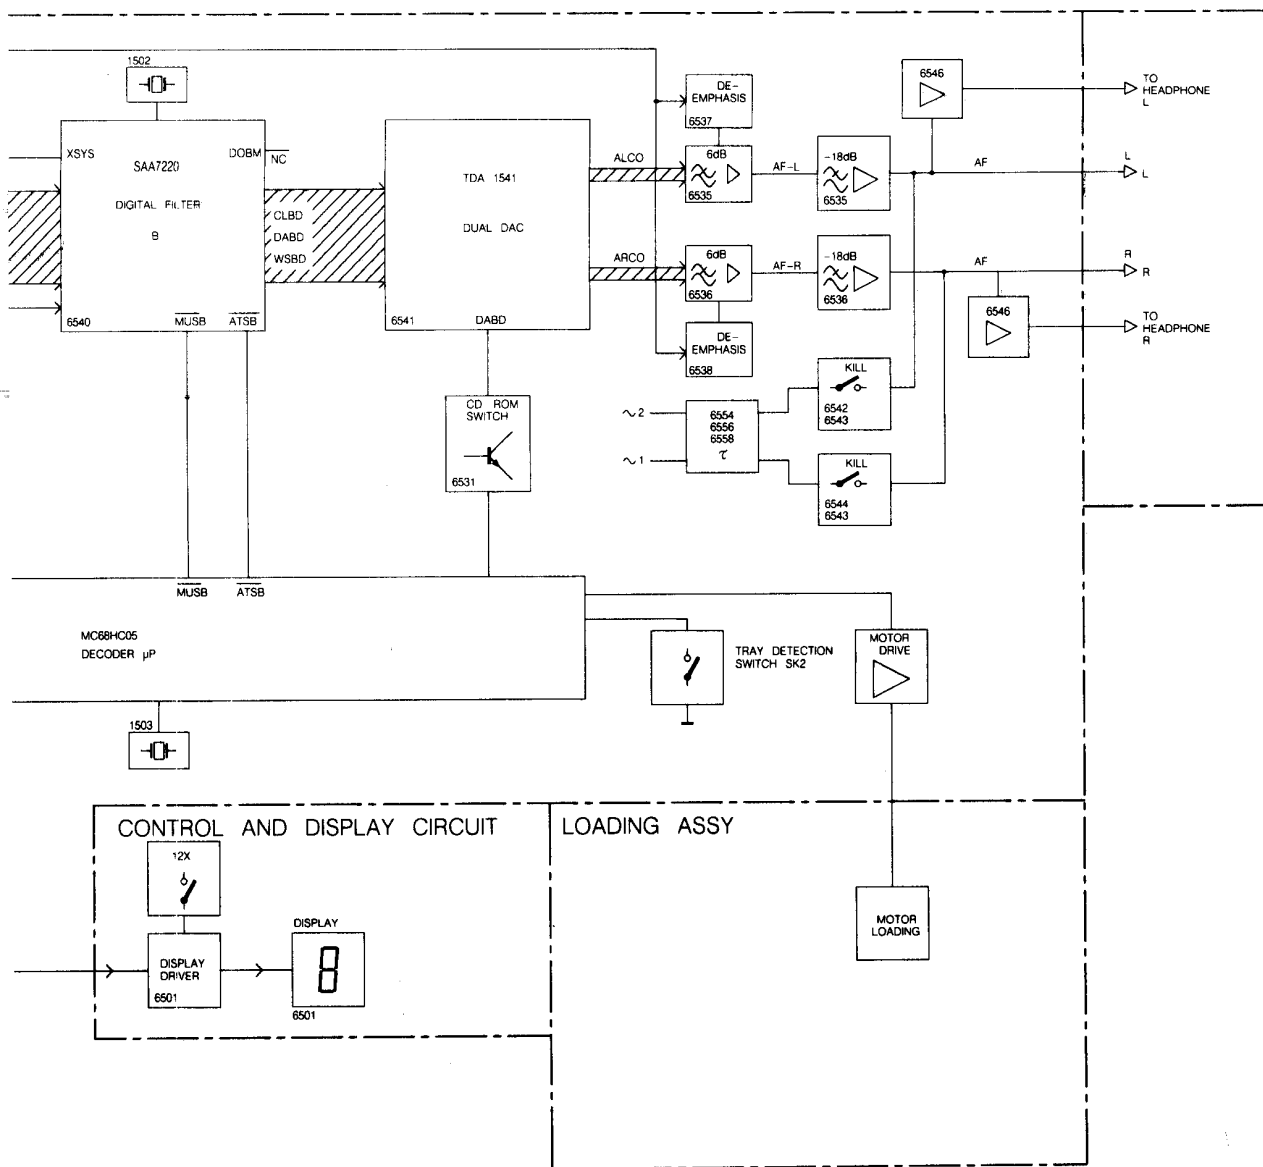 1502
XSYS
SAA7220
DOBM
NC
DIGITAL FILTER
B
CLBD
DABD
WSBD
6540
MUSB
ATSB
TDA 1541
DUAL DAC
6541
DABD
ALCO
ARCO
DE-
EMPHASIS
6537
6dB
6535
AF-L
-18dB
6535
AF
6546
TO
HEADPHONE
L
L
L
6dB
6536
AF-R
-18dB
6536
AF
R
R
6546
TO
HEADPHONE
R
DE-
EMPHASIS
6538
CD ROM
SWITCH
6531
~2
~1
6554
6556
6558
τ
KILL
6542
6543
KILL
6544
6543
MUSB
ATSB
MC68HC05
DECODER µP
1503
TRAY DETECTION
SWITCH SK2
MOTOR
DRIVE
CONTROL AND DISPLAY CIRCUIT
LOADING ASSY
12X
DISPLAY
DRIVER
6501
DISPLAY
8
6501
MOTOR
LOADING